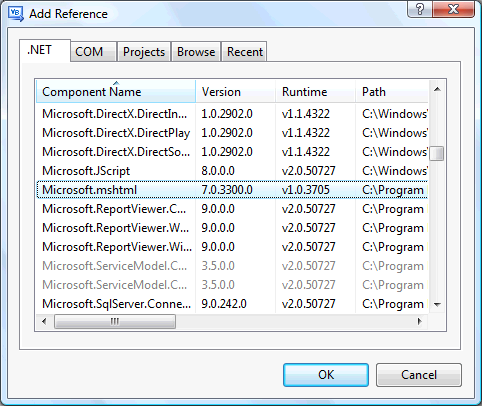 Add Reference
.NET COM Projects Browse Recent
Component Name Version Runtime Path
Microsoft.DirectX.DirectIn... 1.0.2902.0 v1.1.4322 C:\Windows\
Microsoft.DirectX.DirectPlay 1.0.2902.0 v1.1.4322 C:\Windows\
Microsoft.DirectX.DirectSo... 1.0.2902.0 v1.1.4322 C:\Windows\
Microsoft.JScript 8.0.0.0 v2.0.50727 C:\Windows\
Microsoft.mshtml 7.0.3300.0 v1.0.3705 C:\Program
Microsoft.ReportViewer.C... 9.0.0.0 v2.0.50727 C:\Program
Microsoft.ReportViewer.W... 9.0.0.0 v2.0.50727 C:\Program
Microsoft.ReportViewer.Wi... 9.0.0.0 v2.0.50727 C:\Program
Microsoft.ServiceModel.C... 3.5.0.0 v2.0.50727 C:\Program
Microsoft.ServiceModel.C... 3.5.0.0 v2.0.50727 C:\Program
Microsoft.SqlServer.Conne... 9.0.242.0 v2.0.50727 C:\Program
OK Cancel